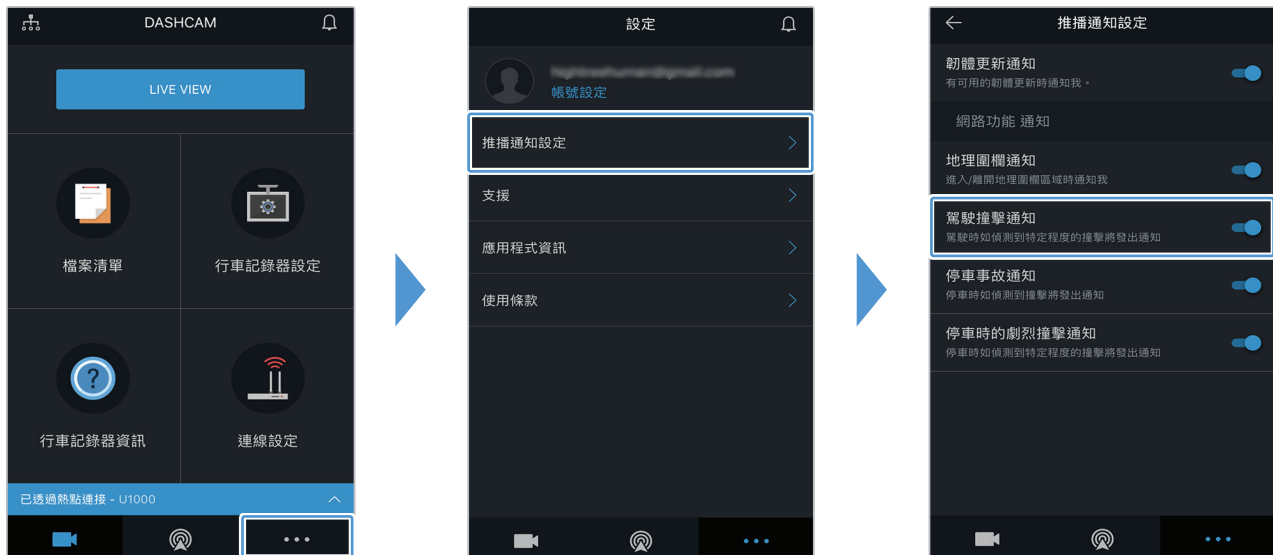 DASHCAM
LIVE VIEW
檔案清單
行車記錄器設定
行車記錄器資訊
連線設定
已透過熱點連接 - U1000
設定
帳號設定
推播通知設定
支援
應用程式資訊
使用條款
推播通知設定
韌體更新通知
有可用的韌體更新時通知我。
網路功能 通知
地理圍欄通知
進入/離開地理圍欄區域時通知我
駕駛撞擊通知
駕駛時如偵測到特定程度的撞擊將發出通知
停車事故通知
停車時如偵測到撞擊將發出通知
停車時的劇烈撞擊通知
停車時如偵測到特定程度的撞擊將發出通知